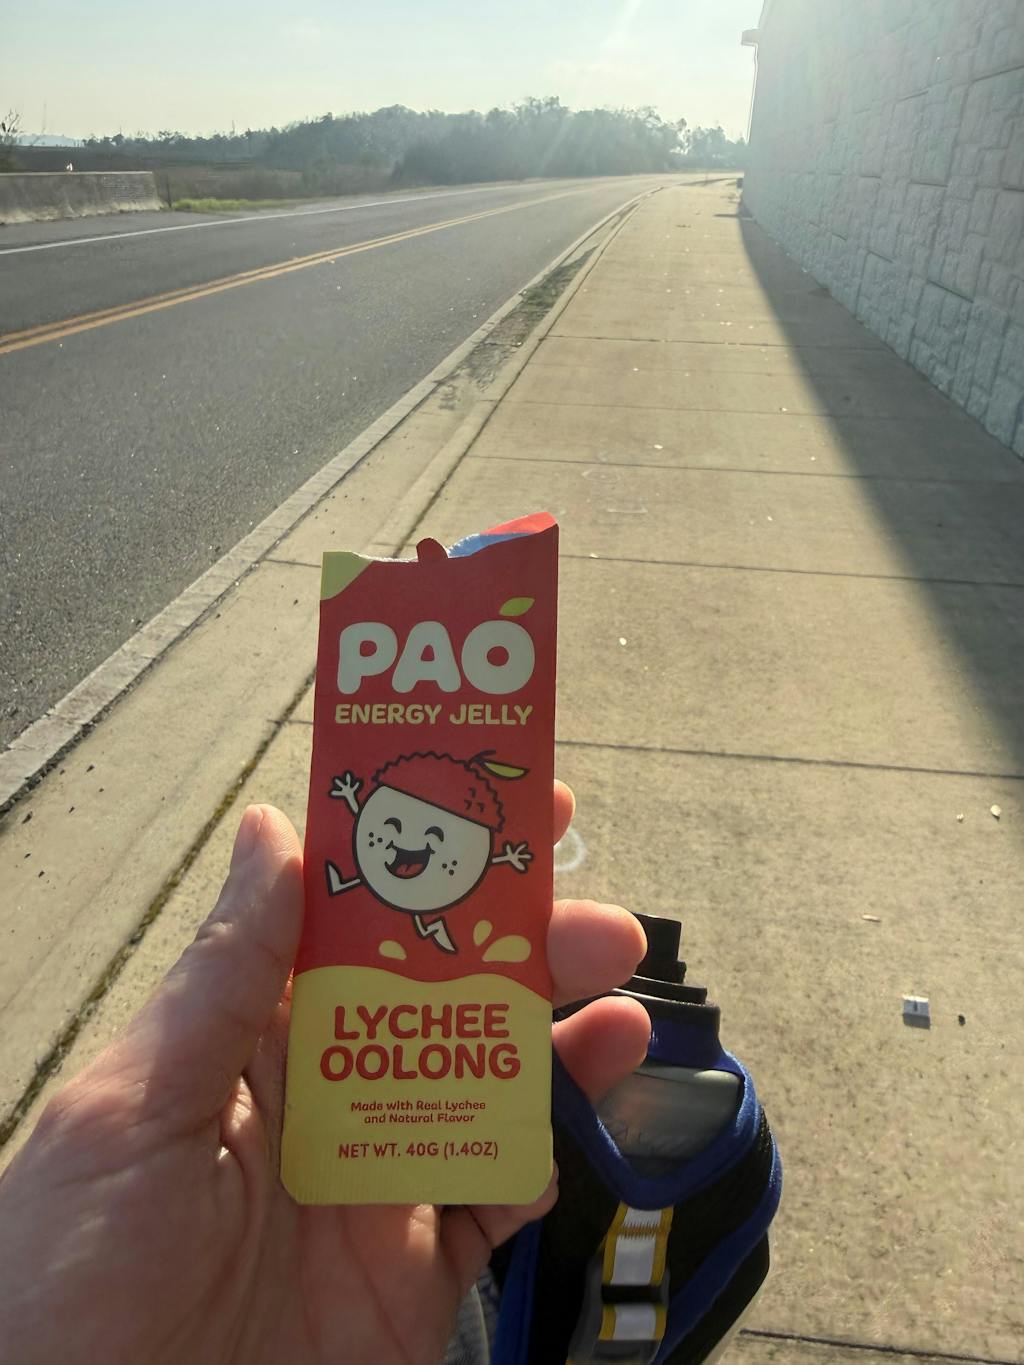 PAO
ENERGY JELLY
LYCHEE
OOLONG
Made with Real Lychee
and Natural Flavor
NET WT. 40G (1.4OZ)